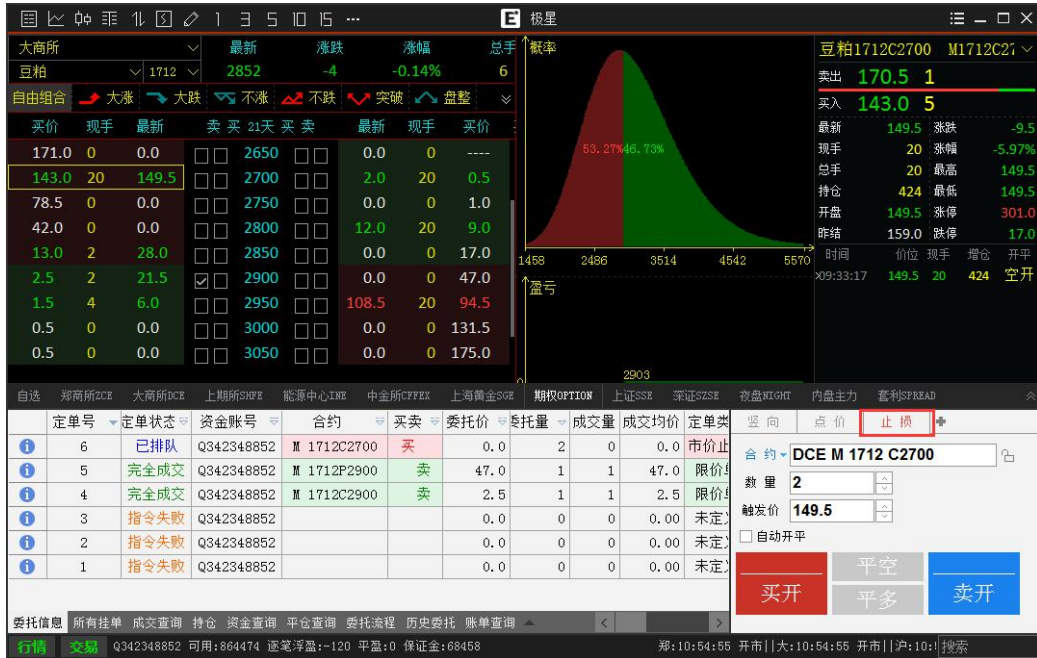 1 3 5 10 15 ··· E 极星
大商所 最新 涨跌 涨幅 总手
豆粕 1712 2852 -4 -0.14% 6
自由组合 大涨 大跌 不涨 不跌 突破 盘整
买价 现手 最新 卖 买 21天 买 卖 最新 现手 买价
171.0 0 0.0 2650 0.0 0 ----
143.0 20 149.5 2700 2.0 20 0.5
78.5 0 0.0 2750 0.0 0 1.0
42.0 0 0.0 2800 12.0 20 9.0
13.0 2 28.0 2850 0.0 0 17.0
2.5 2 21.5 2900 0.0 0 47.0
1.5 4 6.0 2950 108.5 20 94.5
0.5 0 0.0 3000 0.0 0 131.5
0.5 0 0.0 3050 0.0 0 175.0
概率
53.27% 46.73%
1458 2486 3514 4542 5570
盈亏
2903
0
豆粕1712C2700 M1712C27
卖出 170.5 1
买入 143.0 5
最新 149.5 涨跌 -9.5
现手 20 涨幅 -5.97%
总手 20 最高 149.5
持仓 424 最低 149.5
开盘 149.5 涨停 301.0
昨结 159.0 跌停 17.0
时间 价位 现手 增仓 开平
09:33:17 149.5 20 424 空开
自选 郑商所ZCE 大商所DCE 上期所SHFE 能源中心INE 中金所CFFEX 上海黄金SGE 期权OPTION 上证SSE 深证SZSE 夜盘NIGHT 内盘主力 套利SPREAD
定单号 定单状态 资金账号 合约 买卖 委托价 委托量 成交量 成交均价 定单类
6 已排队 Q342348852 M 1712C2700 买 0.0 2 0 0.0 市价止
5 完全成交 Q342348852 M 1712P2900 卖 47.0 1 1 47.0 限价单
4 完全成交 Q342348852 M 1712C2900 卖 2.5 1 1 2.5 限价单
3 指令失败 Q342348852 0.0 0 0 0.00 未定义
2 指令失败 Q342348852 0.0 0 0 0.00 未定义
1 指令失败 Q342348852 0.0 0 0 0.00 未定义
委托信息 所有挂单 成交查询 持仓 资金查询 平仓查询 委托流程 历史委托 账单查询
竖向 点价 止损
合约 DCE M 1712 C2700
数量 2
触发价 149.5
自动开平
买开 平空 平多 卖开
行情 交易 Q342348852 可用:864474 逐笔浮盈:-120 平盈:0 保证金:68458 郑:10:54:55 开市||大:10:54:55 开市||沪:10: 搜索